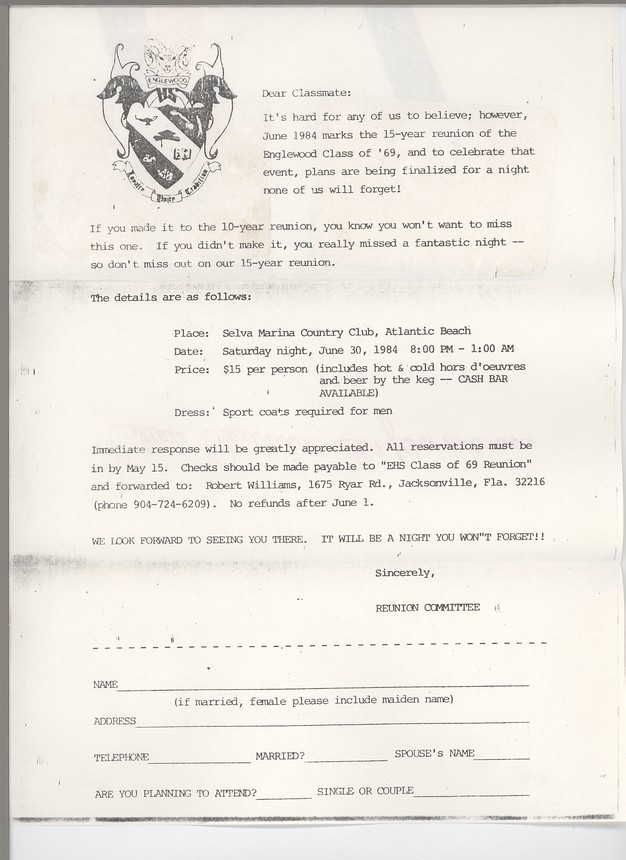 ENGLEWOOD
HS
Loyalty Unity Tradition
Dear Classmate:
It's hard for any of us to believe; however,
June 1984 marks the 15-year reunion of the
Englewood Class of '69, and to celebrate that
event, plans are being finalized for a night
none of us will forget!
If you made it to the 10-year reunion, you know you won't want to miss
this one. If you didn't make it, you really missed a fantastic night --
so don't miss out on our 15-year reunion.
The details are as follows:
Place: Selva Marina Country Club, Atlantic Beach
Date: Saturday night, June 30, 1984 8:00 PM - 1:00 AM
Price: $15 per person (includes hot & cold hors d'oeuvres
and beer by the keg -- CASH BAR
AVAILABLE)
Dress: Sport coats required for men
Immediate response will be greatly appreciated. All reservations must be
in by May 15. Checks should be made payable to "EHS Class of 69 Reunion"
and forwarded to: Robert Williams, 1675 Ryar Rd., Jacksonville, Fla. 32216
(phone 904-724-6209). No refunds after June 1.
WE LOOK FORWARD TO SEEING YOU THERE. IT WILL BE A NIGHT YOU WON"T FORGET!!
Sincerely,
REUNION COMMITTEE
NAME
(if married, female please include maiden name)
ADDRESS
TELEPHONE MARRIED? SPOUSE's NAME
ARE YOU PLANNING TO ATTEND? SINGLE OR COUPLE